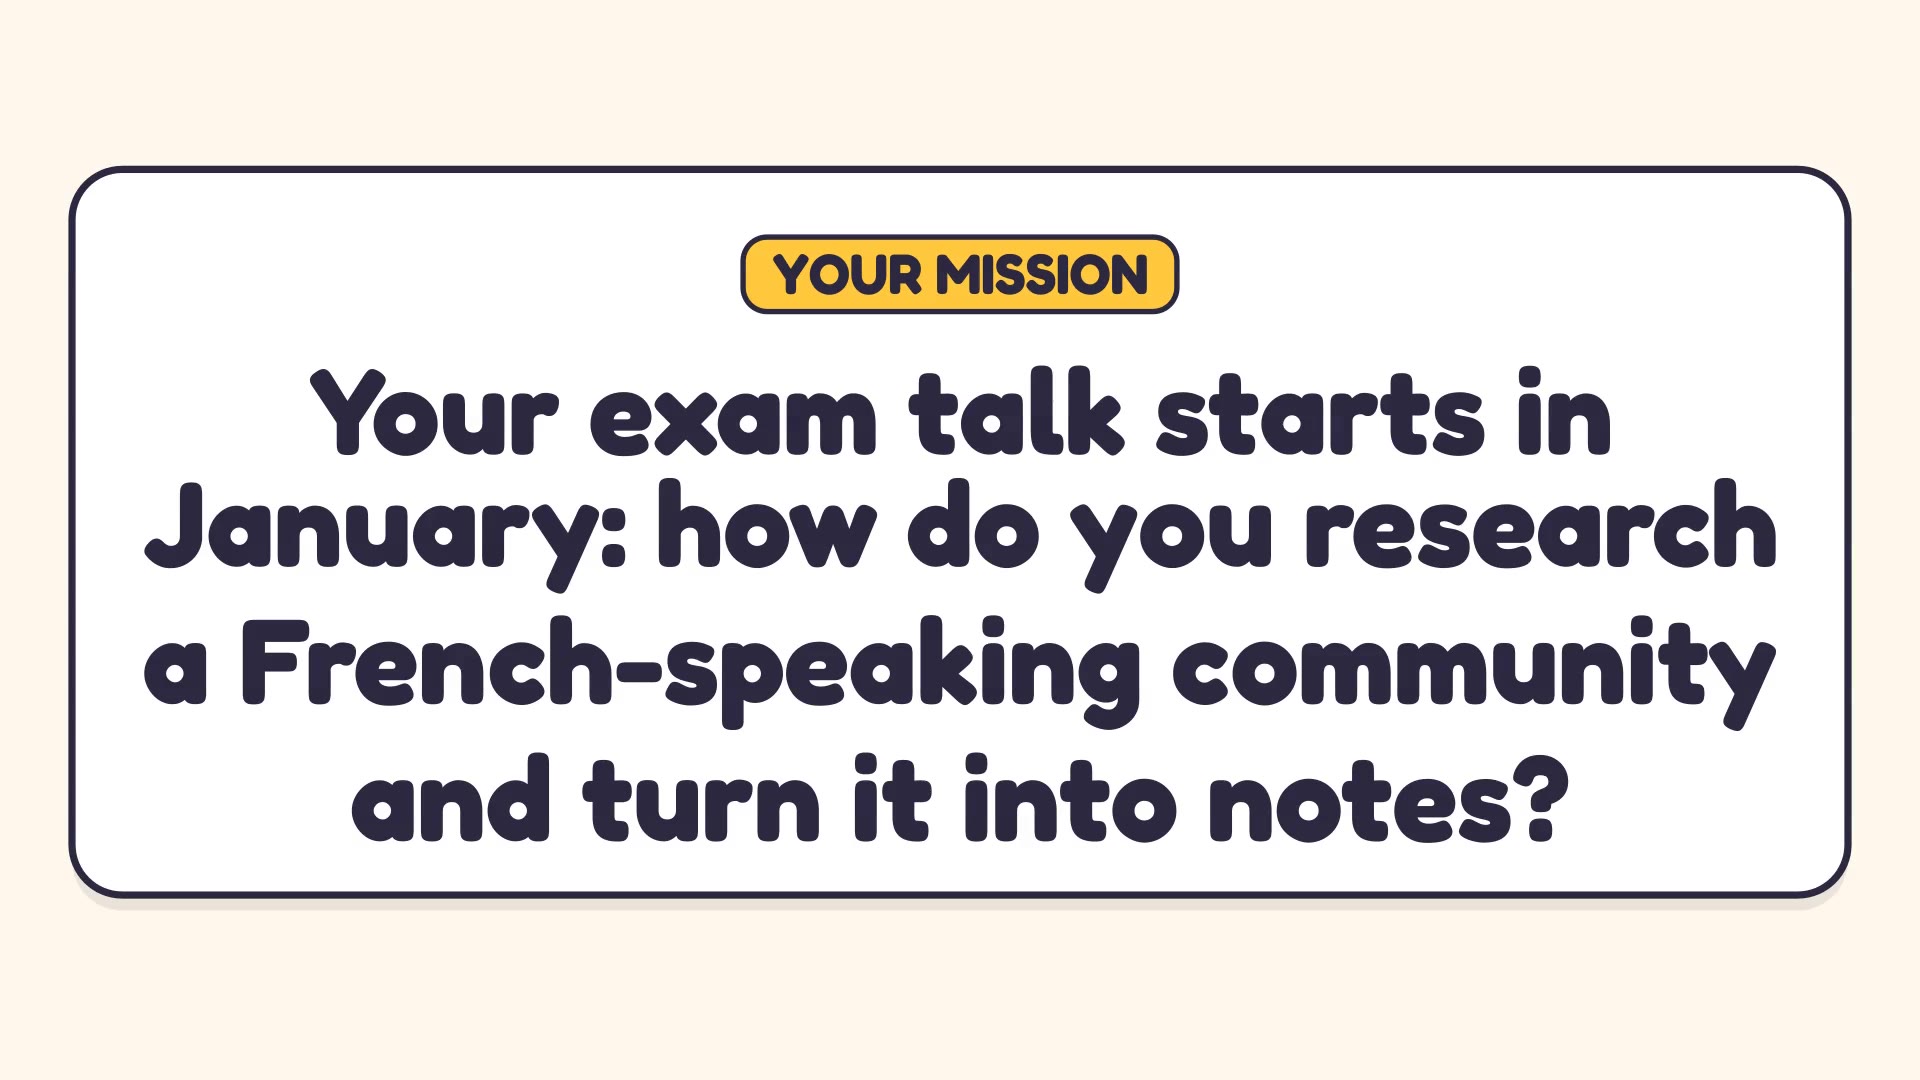 YOUR MISSION
Your exam talk starts in
January: how do you research
a French-speaking community
and turn it into notes?